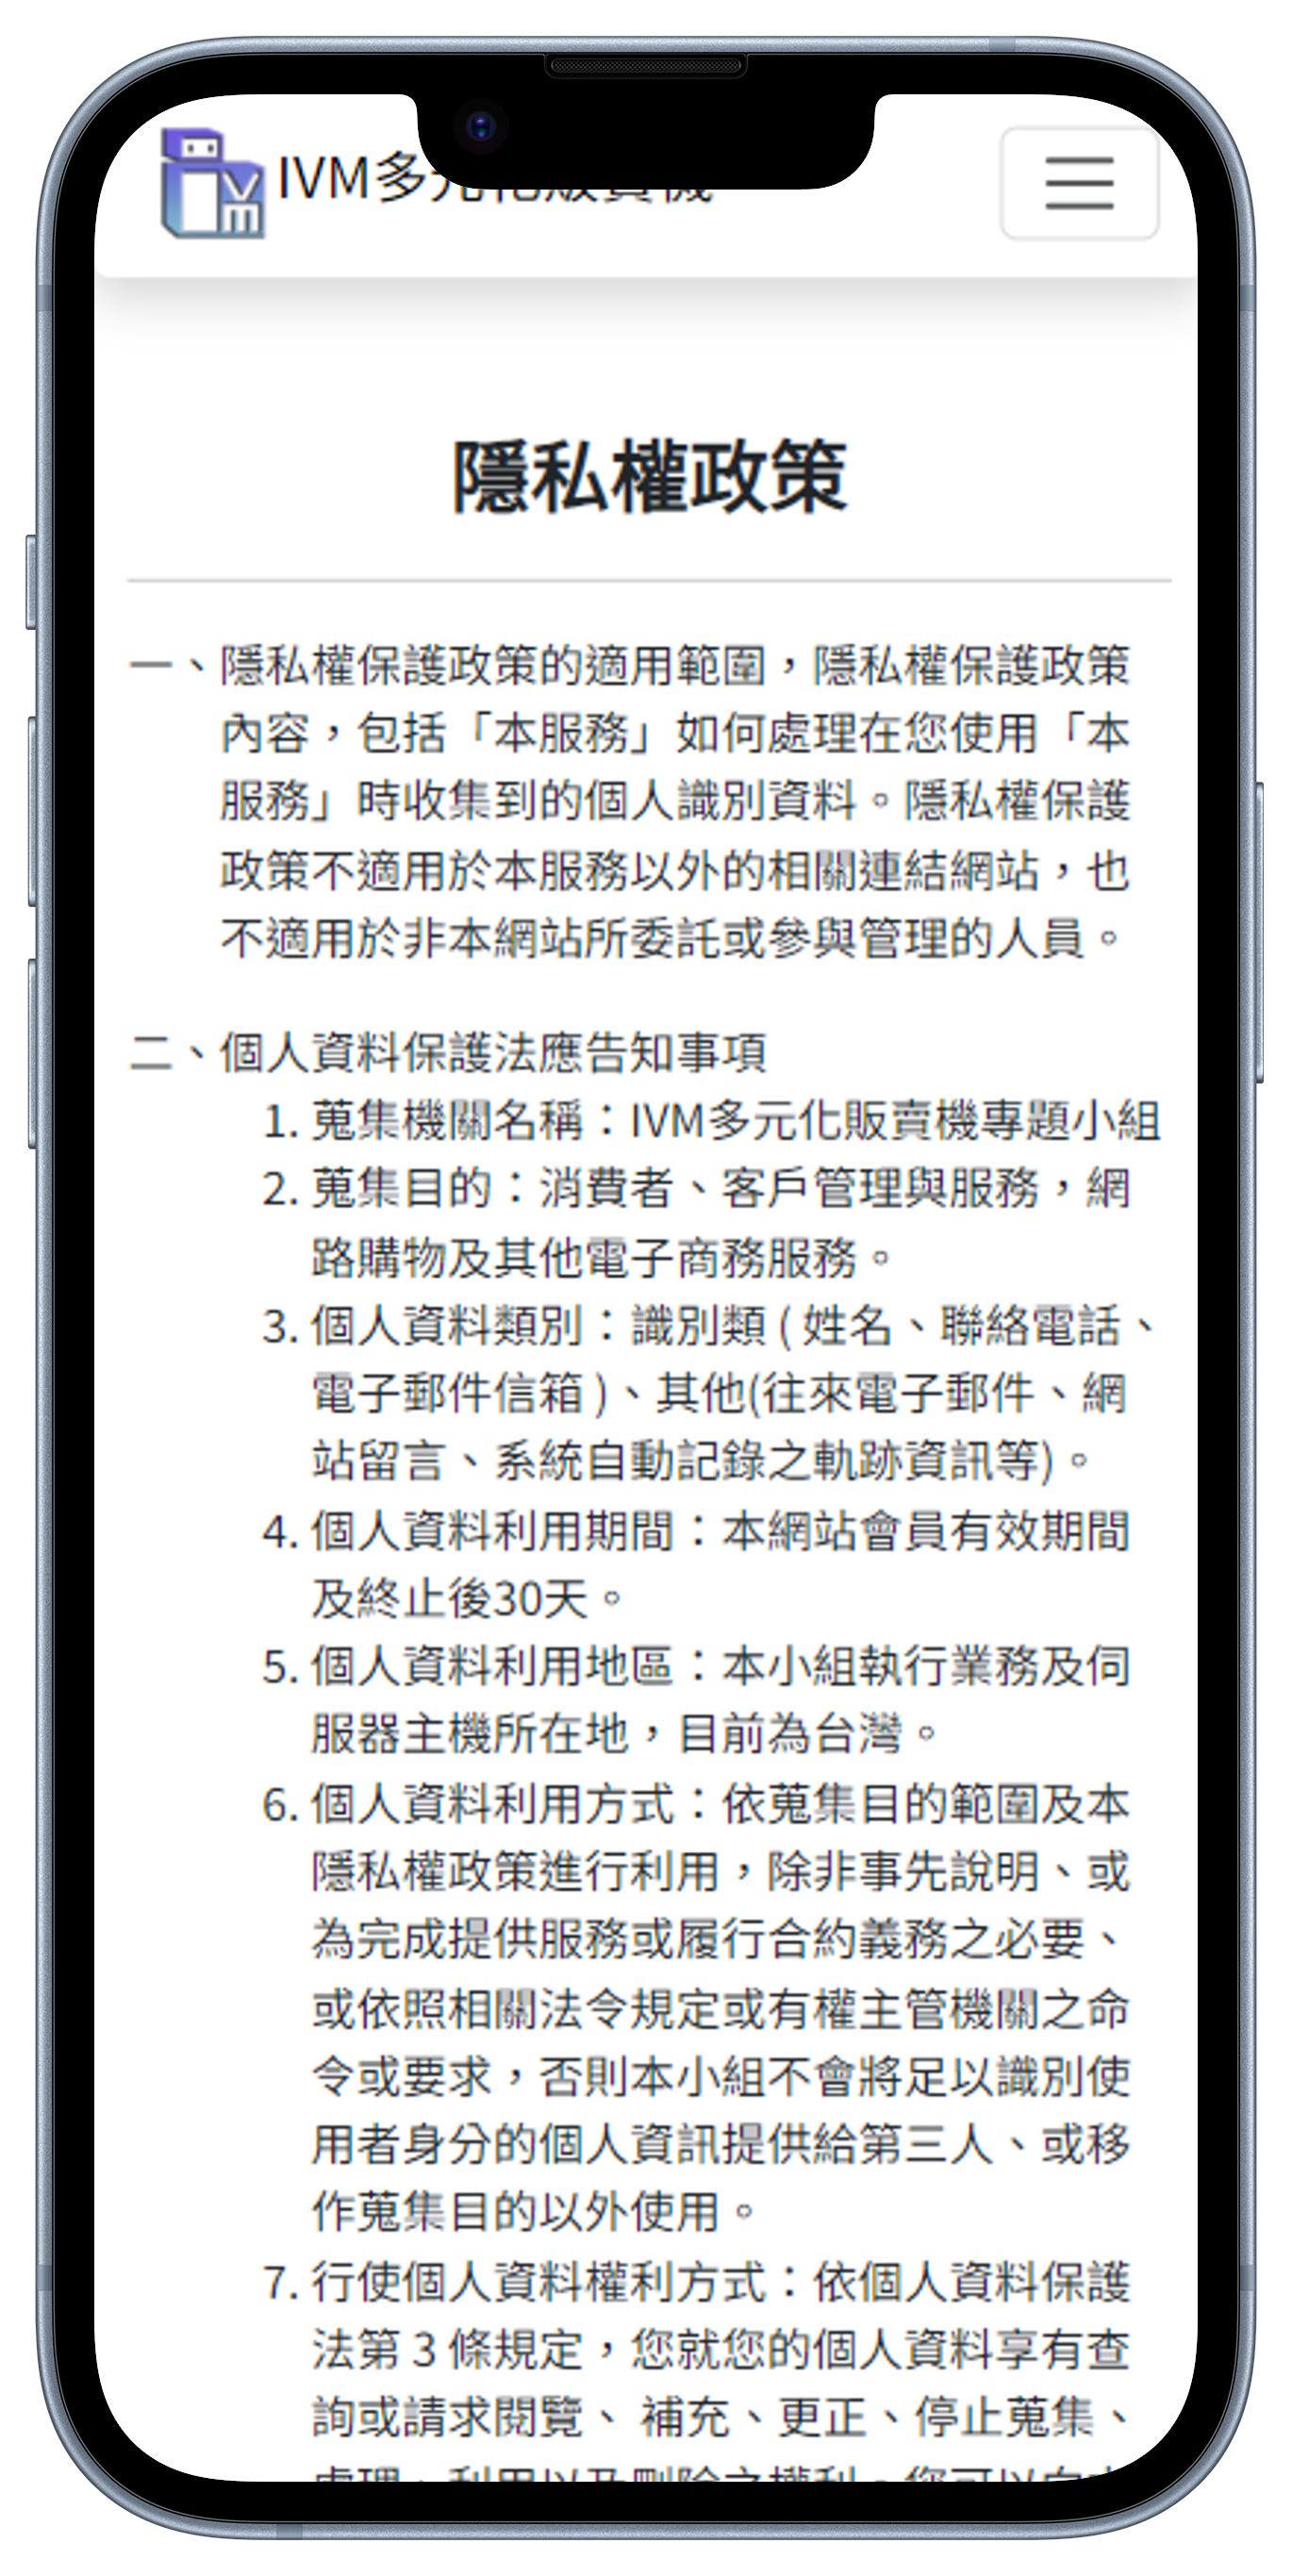 IVM多元化販賣機
隱私權政策
一、隱私權保護政策的適用範圍，隱私權保護政策
內容，包括「本服務」如何處理在您使用「本
服務」時收集到的個人識別資料。隱私權保護
政策不適用於本服務以外的相關連結網站，也
不適用於非本網站所委託或參與管理的人員。
二、個人資料保護法應告知事項
1. 蒐集機關名稱：IVM多元化販賣機專題小組
2. 蒐集目的：消費者、客戶管理與服務，網
路購物及其他電子商務服務。
3. 個人資料類別：識別類 ( 姓名、聯絡電話、
電子郵件信箱 )、其他(往來電子郵件、網
站留言、系統自動記錄之軌跡資訊等)。
4. 個人資料利用期間：本網站會員有效期間
及終止後30天。
5. 個人資料利用地區：本小組執行業務及伺
服器主機所在地，目前為台灣。
6. 個人資料利用方式：依蒐集目的範圍及本
隱私權政策進行利用，除非事先說明、或
為完成提供服務或履行合約義務之必要、
或依照相關法令規定或有權主管機關之命
令或要求，否則本小組不會將足以識別使
用者身分的個人資訊提供給第三人、或移
作蒐集目的以外使用。
7. 行使個人資料權利方式：依個人資料保護
法第 3 條規定，您就您的個人資料享有查
詢或請求閱覽、 補充、更正、停止蒐集、
處理、利用以及刪除之權利。您可以向